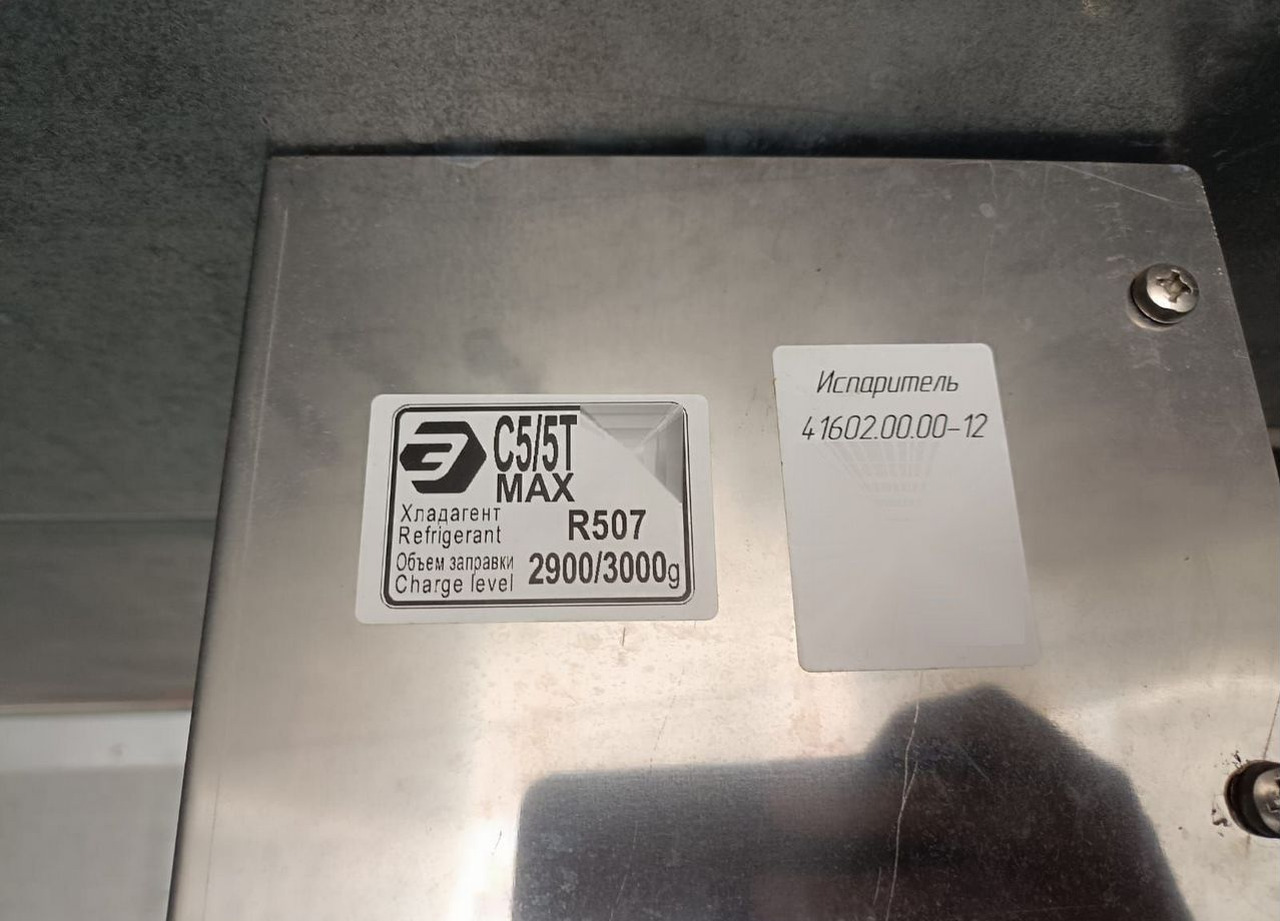 C5/5T
MAX
Хладагент
Refrigerant
R507
Объем заправки
Charge level
2900/3000g
Испаритель
41602.00.00-12